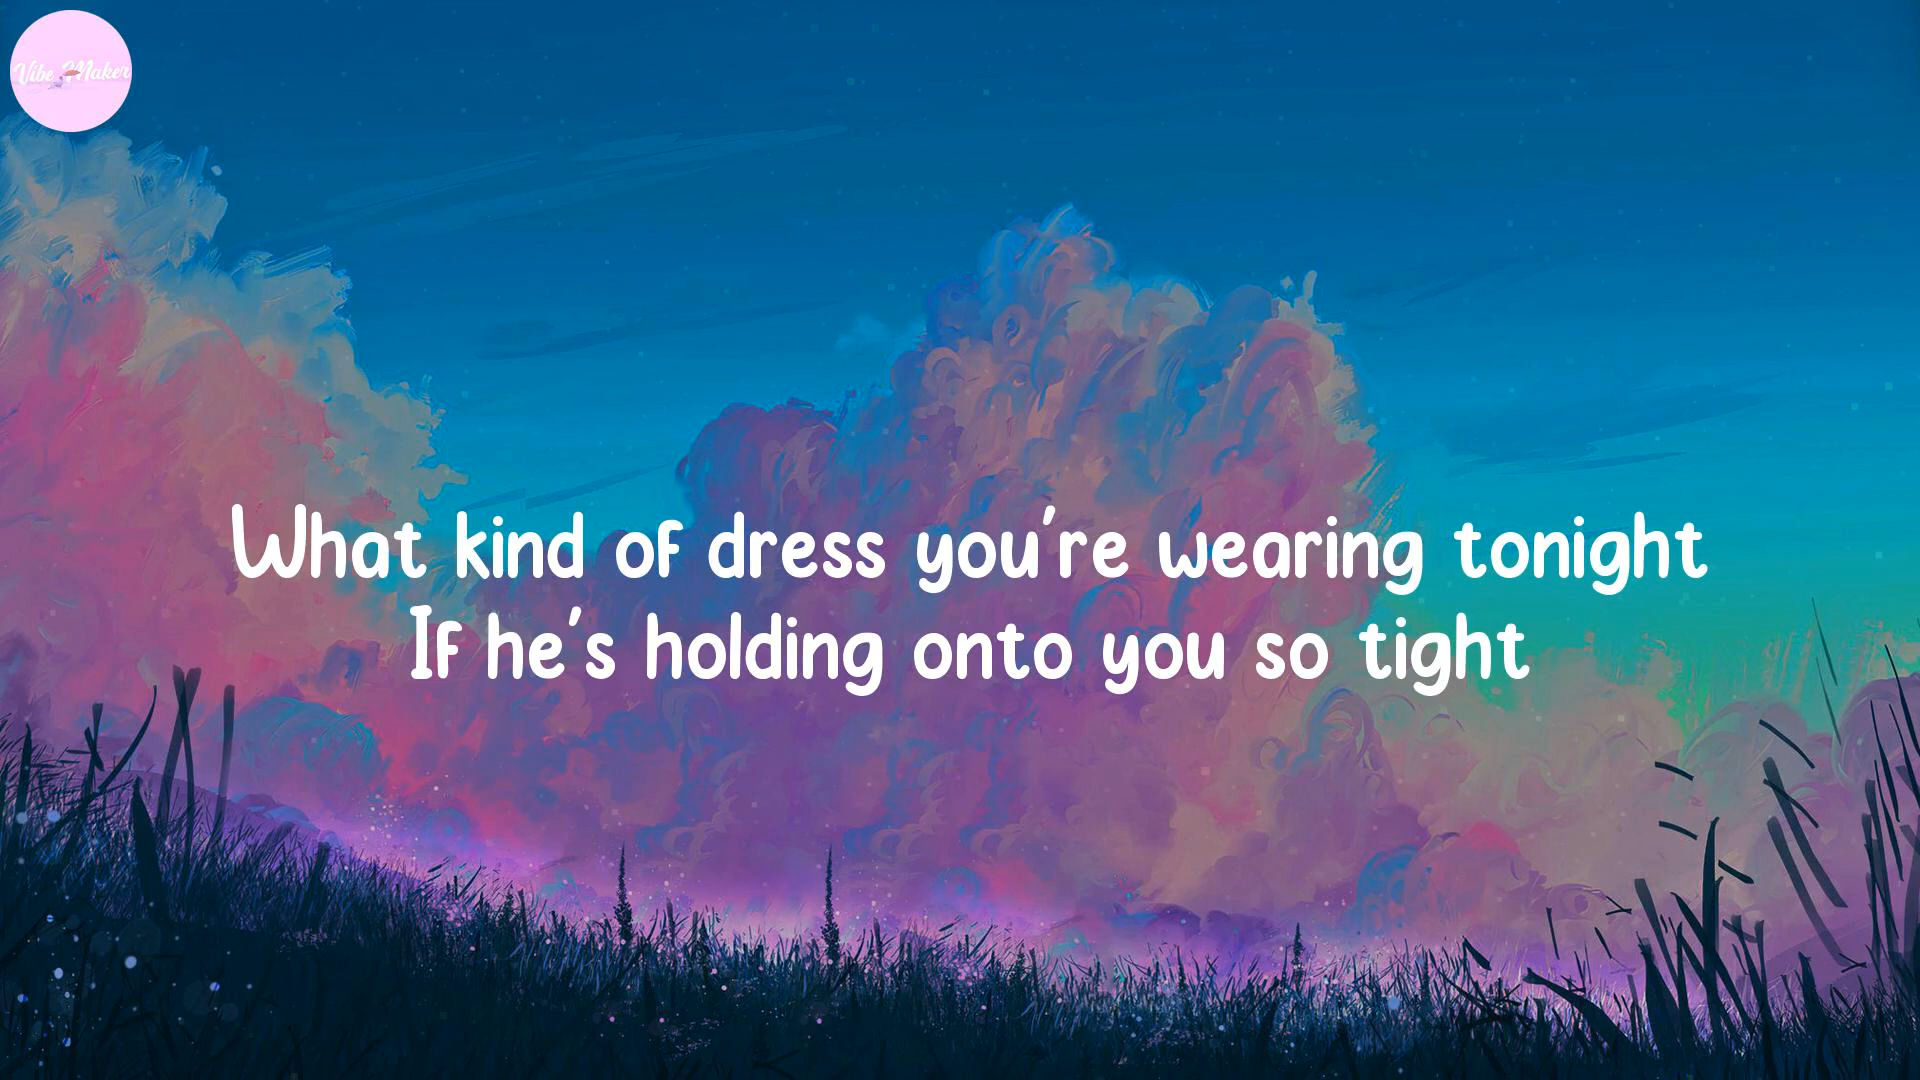 Vibe Maker
What kind of dress you're wearing tonight
If he's holding onto you so tight